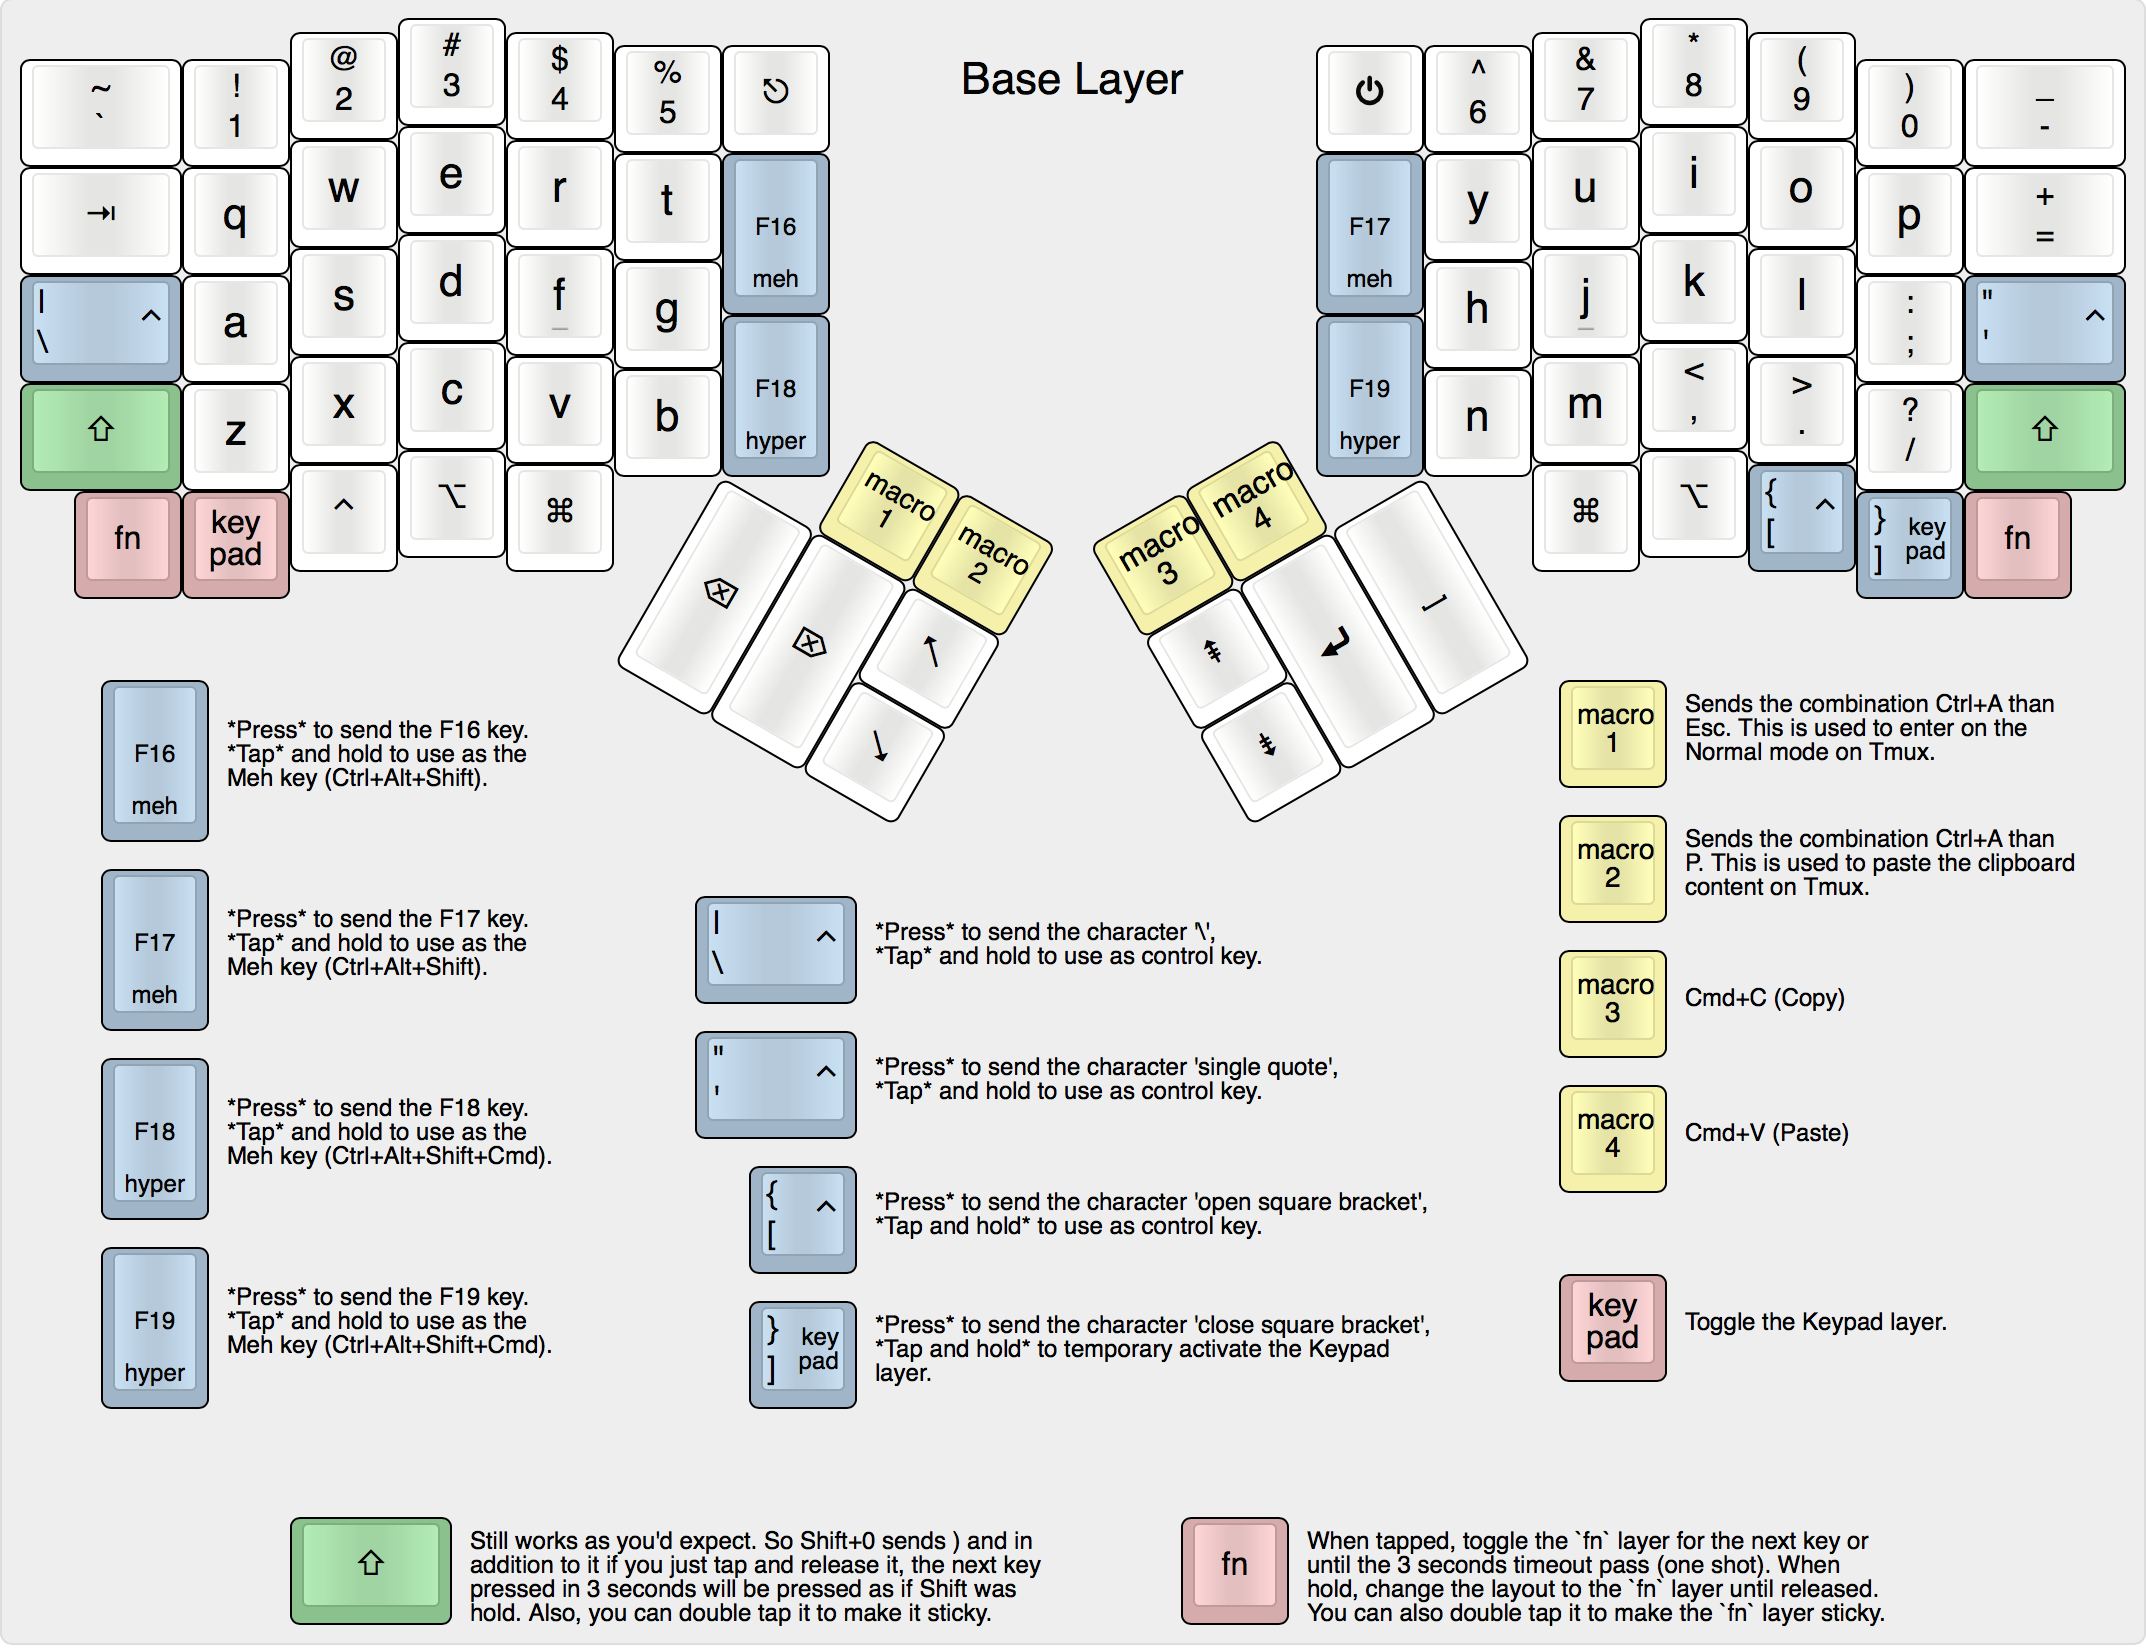 Base Layer
~
`
!
1
@
2
#
3
$
4
%
5
⎋
⇥
q
w
e
r
t
F16
meh
|
\
^
a
s
d
f
_
g
F18
hyper
⇧
z
x
c
v
b
fn
key
pad
^
⌥
⌘
⏻
^
6
&
7
*
8
(
9
)
0
_
-
F17
meh
y
u
i
o
p
+
=
h
j
_
k
l
:
;
"
'
^
F19
hyper
n
m
<
,
>
.
?
/
⇧
⌘
⌥
{
[
^
}
]
key
pad
fn
macro
1
macro
2
⌫
⌦
↑
↓
macro
3
macro
4
⇞
⇟
F16
meh
*Press* to send the F16 key.
*Tap* and hold to use as the
Meh key (Ctrl+Alt+Shift).
F17
meh
*Press* to send the F17 key.
*Tap* and hold to use as the
Meh key (Ctrl+Alt+Shift).
F18
hyper
*Press* to send the F18 key.
*Tap* and hold to use as the
Meh key (Ctrl+Alt+Shift+Cmd).
F19
hyper
*Press* to send the F19 key.
*Tap* and hold to use as the
Meh key (Ctrl+Alt+Shift+Cmd).
|
\
^
*Press* to send the character '\',
*Tap* and hold to use as control key.
"
'
^
*Press* to send the character 'single quote',
*Tap* and hold to use as control key.
{
[
^
*Press* to send the character 'open square bracket',
*Tap and hold* to use as control key.
}
]
key
pad
*Press* to send the character 'close square bracket',
*Tap and hold* to temporary activate the Keypad
layer.
macro
1
Sends the combination Ctrl+A than
Esc. This is used to enter on the
Normal mode on Tmux.
macro
2
Sends the combination Ctrl+A than
P. This is used to paste the clipboard
content on Tmux.
macro
3
Cmd+C (Copy)
macro
4
Cmd+V (Paste)
key
pad
Toggle the Keypad layer.
⇧
Still works as you'd expect. So Shift+0 sends ) and in
addition to it if you just tap and release it, the next key
pressed in 3 seconds will be pressed as if Shift was
hold. Also, you can double tap it to make it sticky.
fn
When tapped, toggle the `fn` layer for the next key or
until the 3 seconds timeout pass (one shot). When
hold, change the layout to the `fn` layer until released.
You can also double tap it to make the `fn` layer sticky.